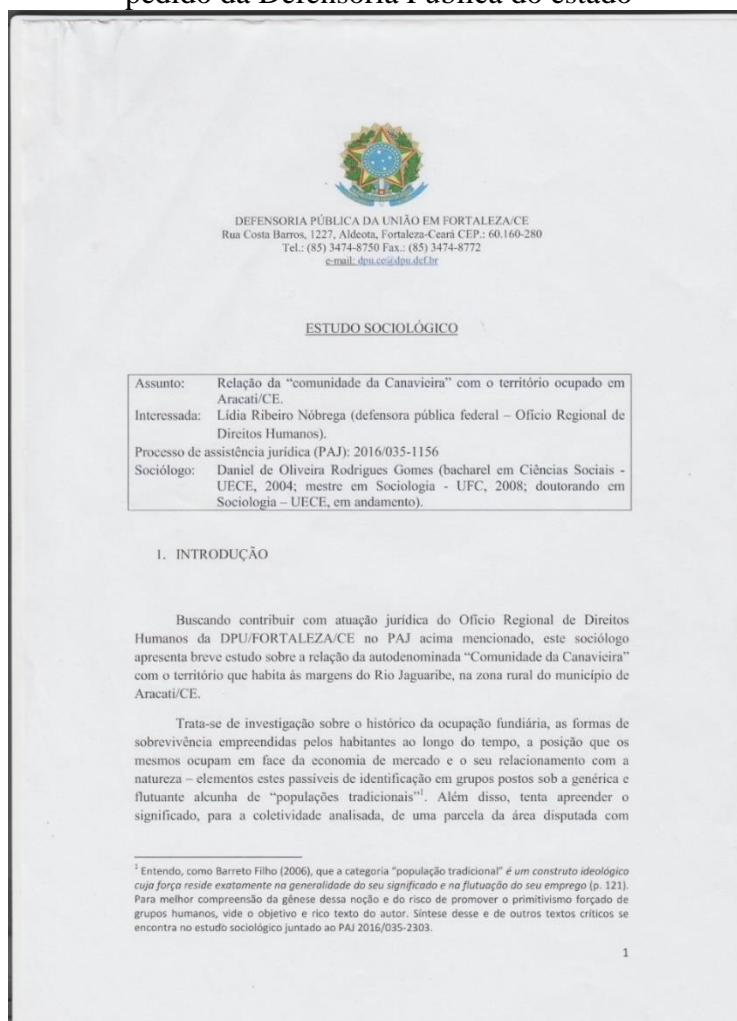 pedido da Defensoria Pública do estado
DEFENSORIA PÚBLICA DA UNIÃO EM FORTALEZA/CE
Rua Costa Barros, 1227, Aldeota, Fortaleza-Ceará CEP.: 60.160-280
Tel.: (85) 3474-8750 Fax.: (85) 3474-8772
e-mail: dpu.ce@dpu.def.br
ESTUDO SOCIOLÓGICO
Assunto: Relação da “comunidade da Canavieira” com o território ocupado em
Aracati/CE.
Interessada: Lídia Ribeiro Nóbrega (defensora pública federal – Ofício Regional de
Direitos Humanos).
Processo de assistência jurídica (PAJ): 2016/035-1156
Sociólogo: Daniel de Oliveira Rodrigues Gomes (bacharel em Ciências Sociais -
UECE, 2004; mestre em Sociologia - UFC, 2008; doutorando em
Sociologia – UECE, em andamento).
1. INTRODUÇÃO
Buscando contribuir com atuação jurídica do Ofício Regional de Direitos
Humanos da DPU/FORTALEZA/CE no PAJ acima mencionado, este sociólogo
apresenta breve estudo sobre a relação da autodenominada “Comunidade da Canavieira”
com o território que habita às margens do Rio Jaguaribe, na zona rural do município de
Aracati/CE.
Trata-se de investigação sobre o histórico da ocupação fundiária, as formas de
sobrevivência empreendidas pelos habitantes ao longo do tempo, a posição que os
mesmos ocupam em face da economia de mercado e o seu relacionamento com a
natureza – elementos estes passíveis de identificação em grupos postos sob a genérica e
flutuante alcunha de “populações tradicionais”¹. Além disso, tenta apreender o
significado, para a coletividade analisada, de uma parcela da área disputada com
¹ Entendo, como Barreto Filho (2006), que a categoria “população tradicional” é um construto ideológico
cuja força reside exatamente na generalidade do seu significado e na flutuação do seu emprego (p. 121).
Para melhor compreensão da gênese dessa noção e do risco de promover o primitivismo forçado de
grupos humanos, vide o objetivo e rico texto do autor. Síntese desse e de outros textos críticos se
encontra no estudo sociológico juntado ao PAJ 2016/035-2303.
1